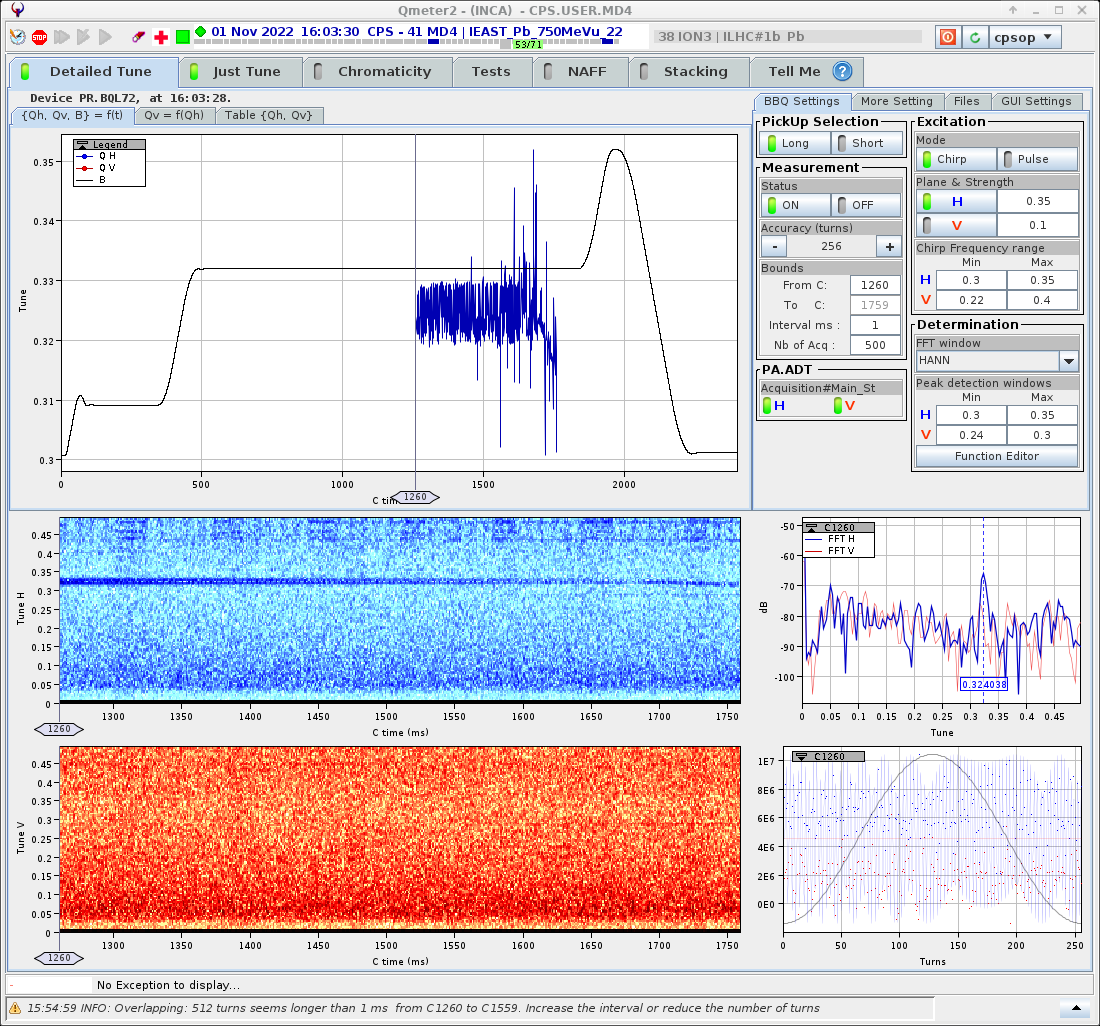 Qmeter2 - (INCA) - CPS.USER.MD4
01 Nov 2022 16:03:30 CPS - 41 MD4 | IEAST_Pb_750MeVu_22
53/71
38 ION3 | ILHC#1b Pb
cpsop
Detailed Tune
Just Tune
Chromaticity
Tests
NAFF
Stacking
Tell Me
?
Device PR.BQL72, at 16:03:28.
{Qh, Qv, B} = f(t)
Qv = f(Qh)
Table {Qh, Qv}
Legend
Q H
Q V
B
Tune
0.35
0.34
0.33
0.32
0.31
0.3
0 500 1000 1500 2000
1260
BBQ Settings
More Setting
Files
GUI Settings
PickUp Selection
Long
Short
Measurement
Status
ON
OFF
Accuracy (turns)
- 256 +
Bounds
From C: 1260
To C: 1759
Interval ms : 1
Nb of Acq : 500
PA.ADT
Acquisition#Main_St
H V
Excitation
Mode
Chirp
Pulse
Plane & Strength
H 0.35
V 0.1
Chirp Frequency range
Min Max
H 0.3 0.35
V 0.22 0.4
Determination
FFT window
HANN
Peak detection windows
Min Max
H 0.3 0.35
V 0.24 0.3
Function Editor
Tune H
0.45
0.4
0.35
0.3
0.25
0.2
0.15
0.1
0.05
0
1300 1350 1400 1450 1500 1550 1600 1650 1700 1750
1260
C time (ms)
C1260
FFT H
FFT V
dB
-50
-60
-70
-80
-90
-100
0.324038
0 0.05 0.1 0.15 0.2 0.25 0.3 0.35 0.4 0.45
Tune
Tune V
0.45
0.4
0.35
0.3
0.25
0.2
0.15
0.1
0.05
0
1300 1350 1400 1450 1500 1550 1600 1650 1700 1750
1260
C time (ms)
C1260
1E7
8E6
6E6
4E6
2E6
0E0
0 50 100 150 200 250
Turns
- No Exception to display...
15:54:59 INFO: Overlapping: 512 turns seems longer than 1 ms from C1260 to C1559. Increase the interval or reduce the number of turns